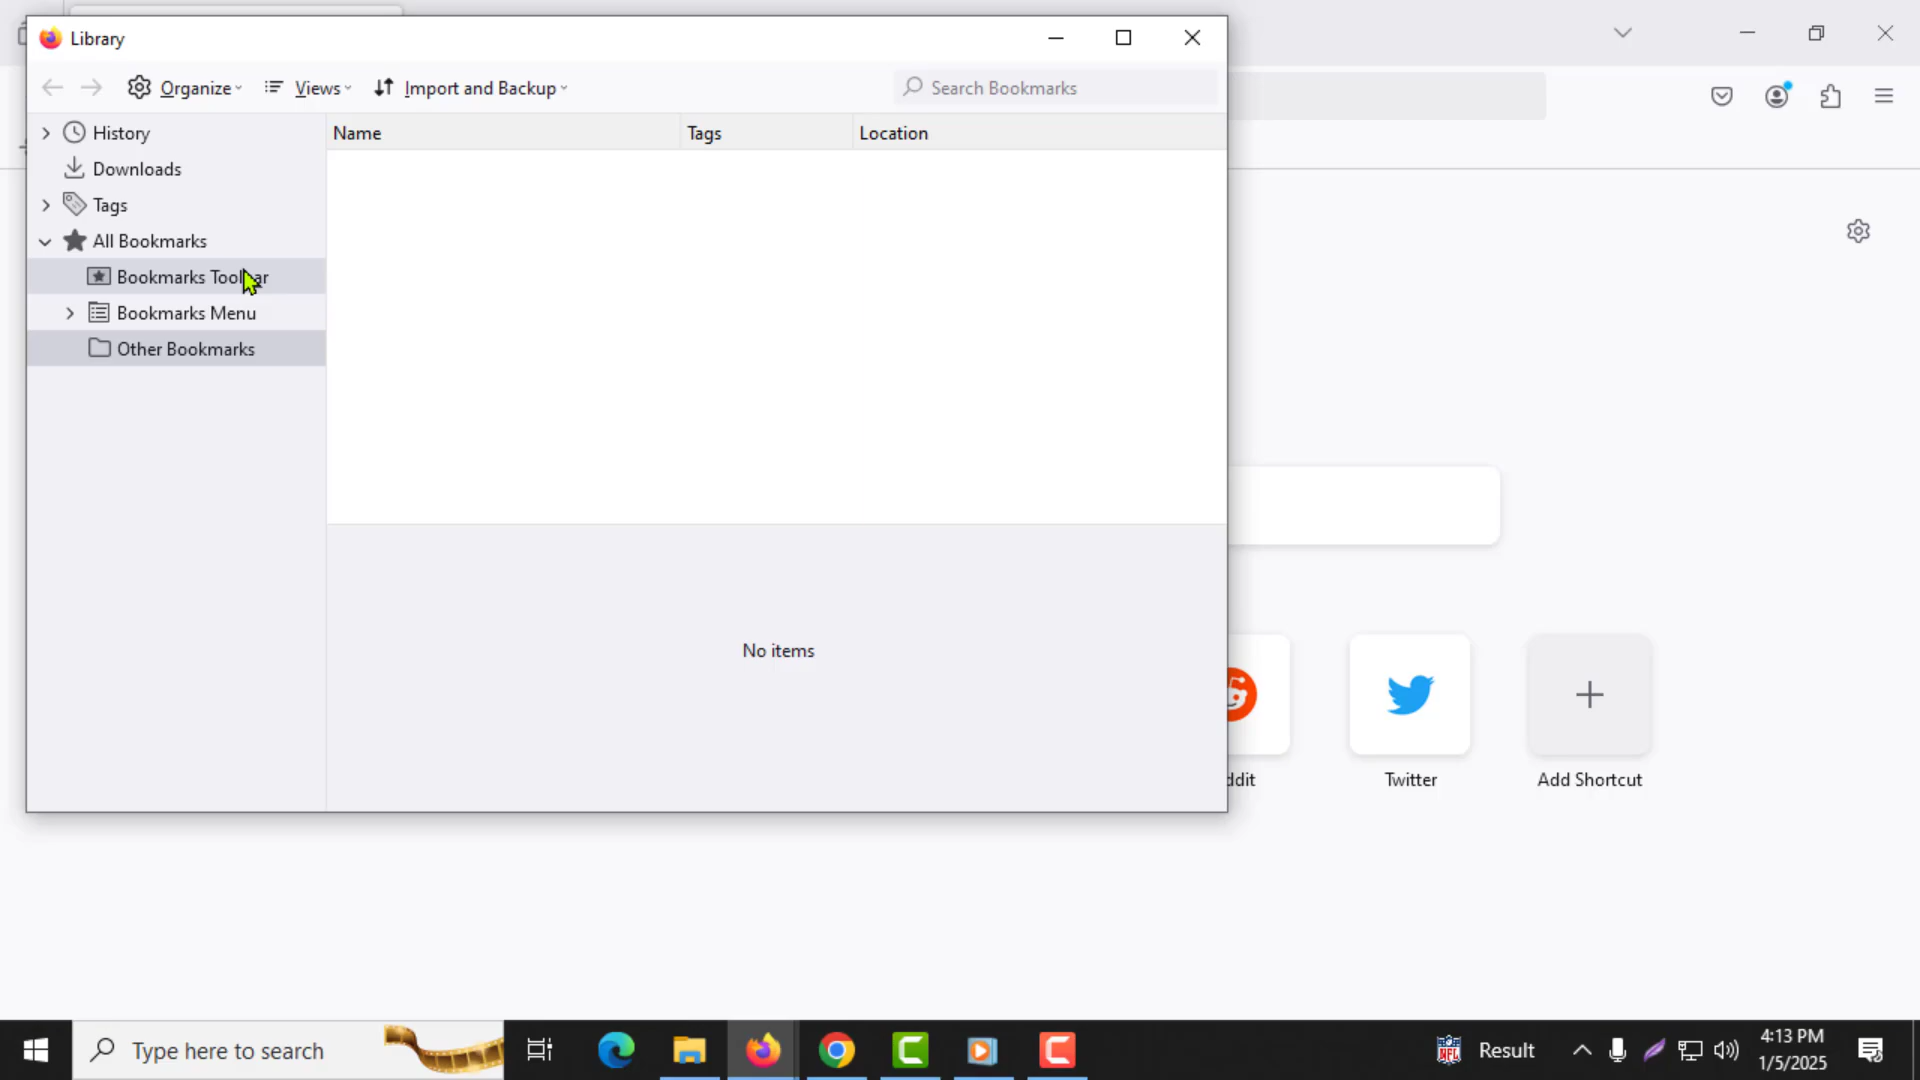 Library
Organize
Views
Import and Backup
Search Bookmarks
History
Downloads
Tags
All Bookmarks
Bookmarks Toolbar
Bookmarks Menu
Other Bookmarks
Name Tags Location
No items
ddit
Twitter
Add Shortcut
Type here to search
NFL
Result
4:13 PM
1/5/2025